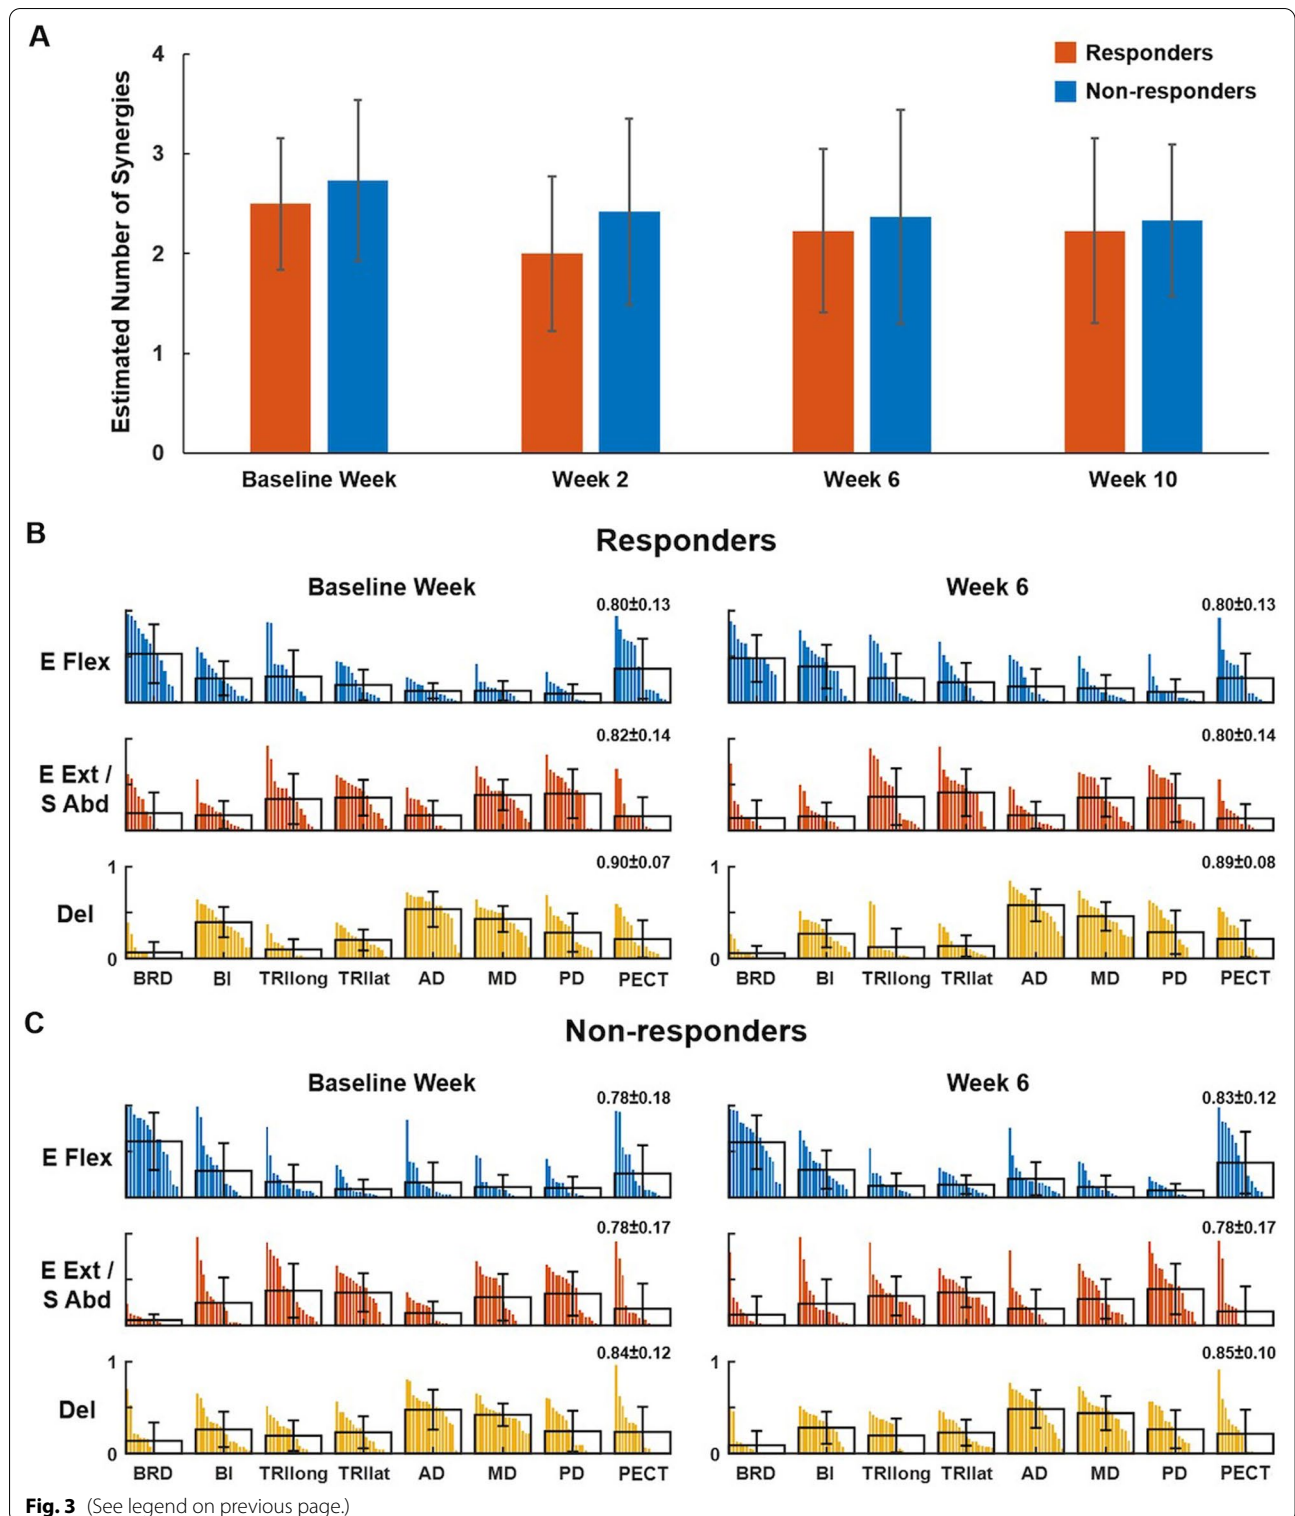 A
Estimated Number of Synergies
4
3
2
1
0
Responders
Non-responders
Baseline Week Week 2 Week 6 Week 10
B
Responders
Baseline Week Week 6
E Flex 0.80±0.13 0.80±0.13
E Ext /
S Abd 0.82±0.14 0.80±0.14
Del 1 0.90±0.07 1 0.89±0.08
0 0
BRD BI TRIlong TRIlat AD MD PD PECT BRD BI TRIlong TRIlat AD MD PD PECT
C
Non-responders
Baseline Week Week 6
E Flex 0.78±0.18 0.83±0.12
E Ext /
S Abd 0.78±0.17 0.78±0.17
Del 1 0.84±0.12 1 0.85±0.10
0 0
BRD BI TRIlong TRIlat AD MD PD PECT BRD BI TRIlong TRIlat AD MD PD PECT
Fig. 3 (See legend on previous page.)